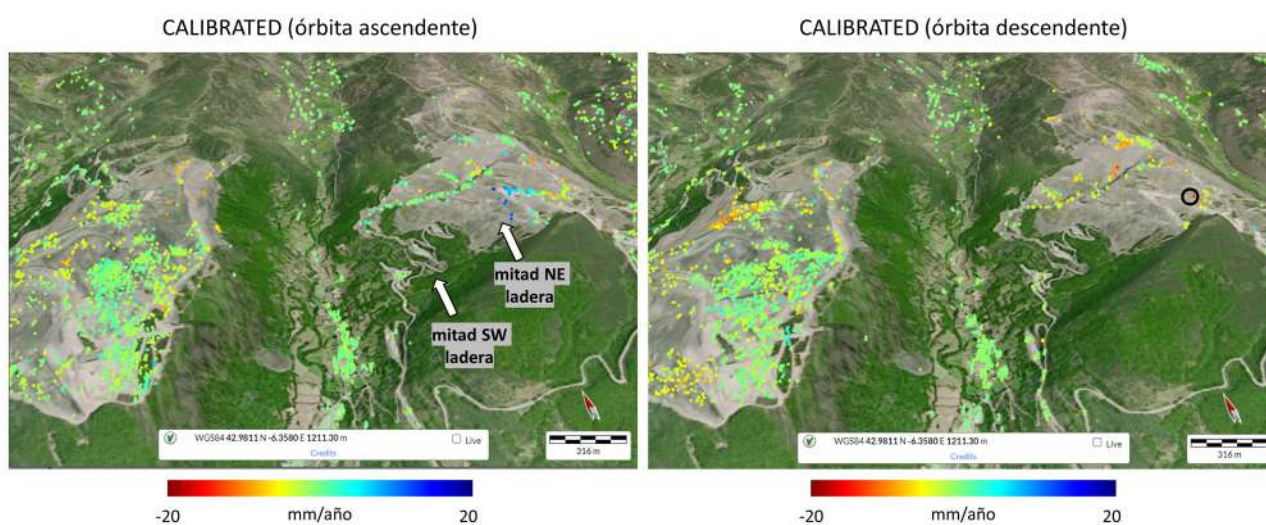 CALIBRATED (órbita ascendente)
CALIBRATED (órbita descendente)
mitad NE
ladera
mitad SW
ladera
WGS84 42.9811 N -6.3580 E 1211.30 m
Live
Credits
316 m
WGS84 42.9811 N -6.3580 E 1211.30 m
Live
Credits
316 m
-20
mm/año
20
-20
mm/año
20